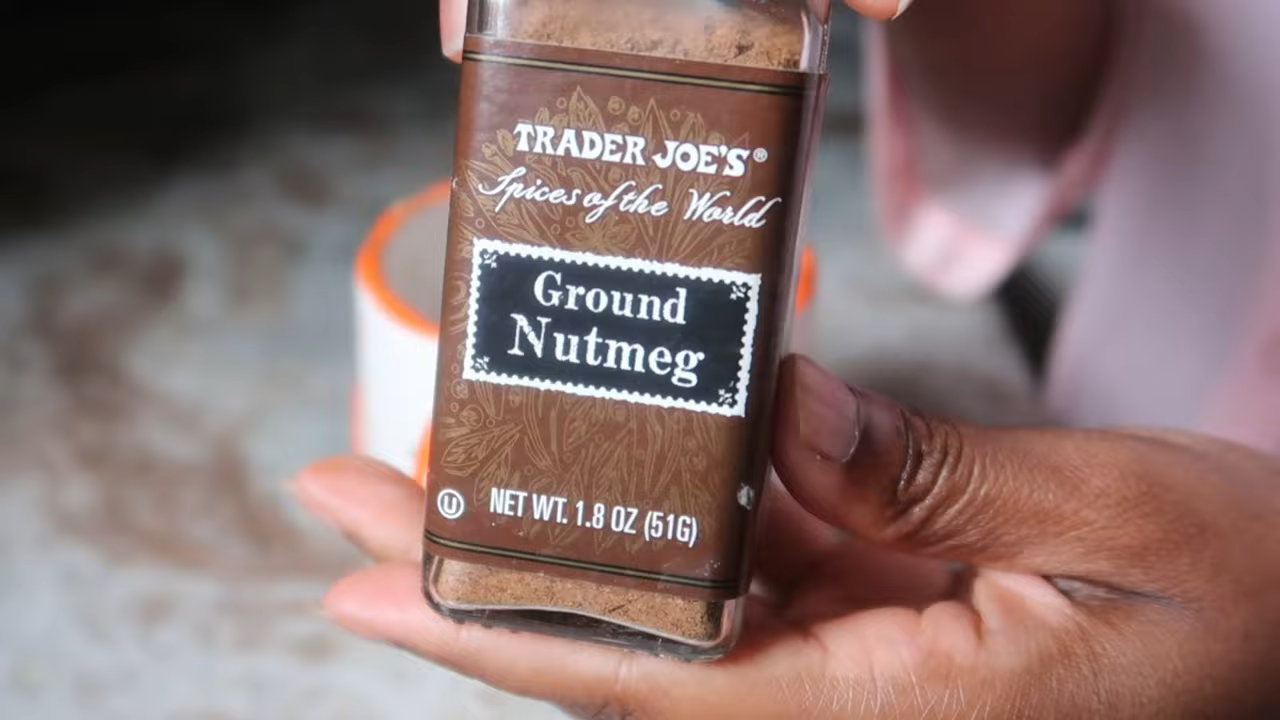 TRADER JOE'S®
Spices of the World
Ground
Nutmeg
U NET WT. 1.8 OZ (51G)